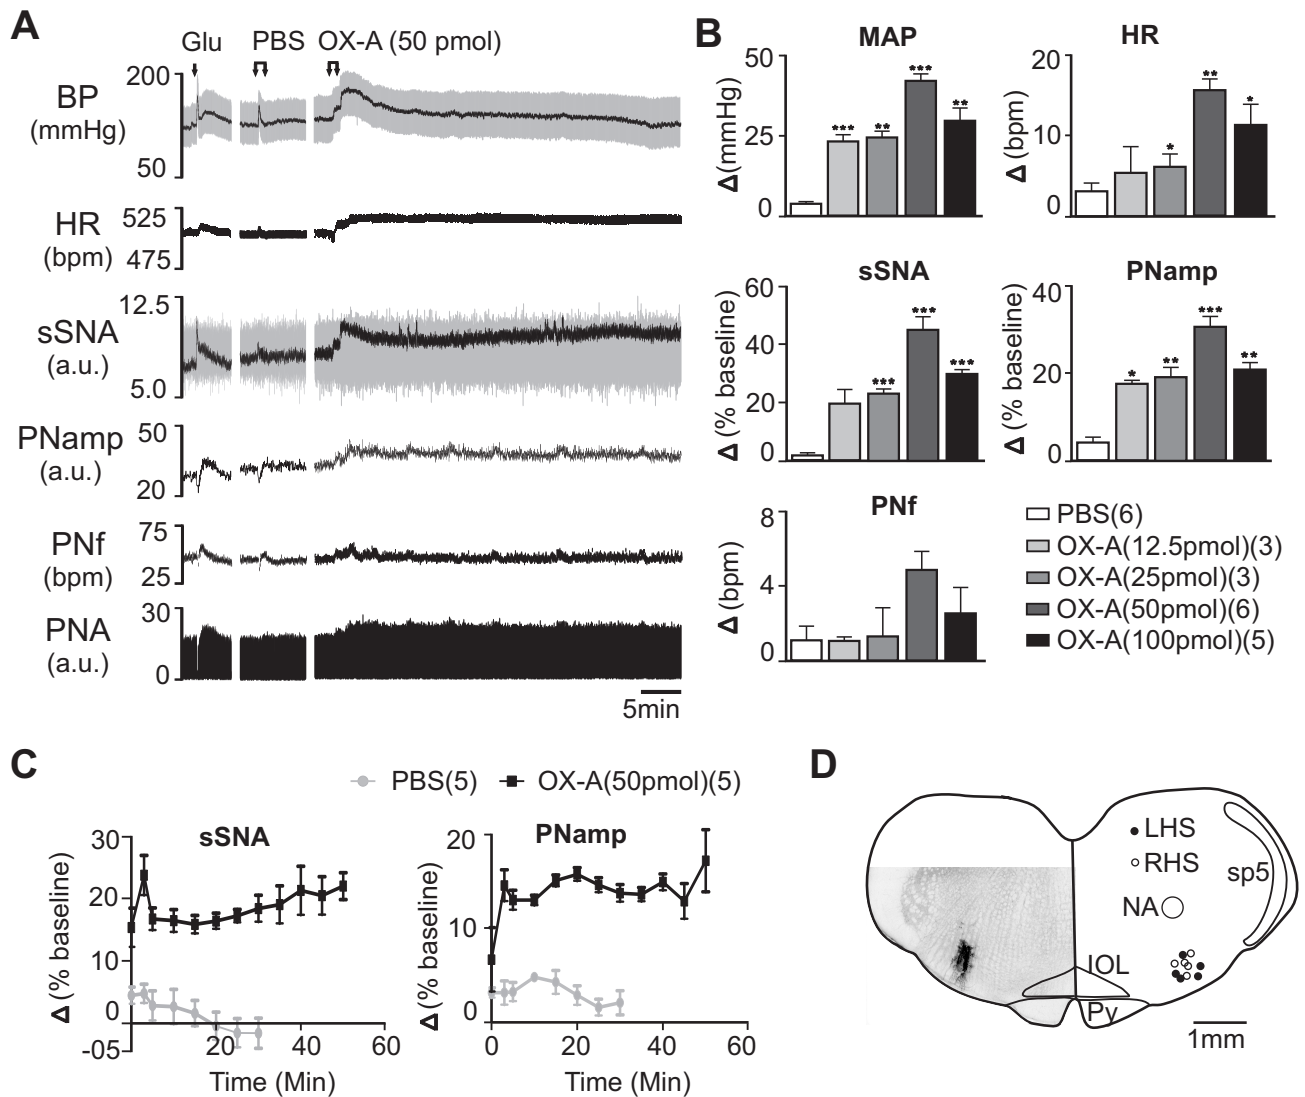 A
Glu PBS OX-A (50 pmol)
BP
(mmHg)
200
50
HR
(bpm)
525
475
sSNA
(a.u.)
12.5
5.0
PNamp
(a.u.)
50
20
PNf
(bpm)
75
25
PNA
(a.u.)
30
0
5min
B
MAP
Δ(mmHg)
50
25
0
***
**
***
**
HR
Δ (bpm)
20
10
0
*
**
*
sSNA
Δ (% baseline)
60
40
20
0
***
***
***
PNamp
Δ (% baseline)
40
20
0
*
**
***
**
PNf
Δ (bpm)
8
4
0
PBS(6)
OX-A(12.5pmol)(3)
OX-A(25pmol)(3)
OX-A(50pmol)(6)
OX-A(100pmol)(5)
C
PBS(5) OX-A(50pmol)(5)
sSNA
Δ (% baseline)
30
20
10
0
-05
20 40 60
Time (Min)
PNamp
Δ (% baseline)
20
10
0
0 20 40 60
Time (Min)
D
LHS
RHS
NA
sp5
IOL
Py
1mm